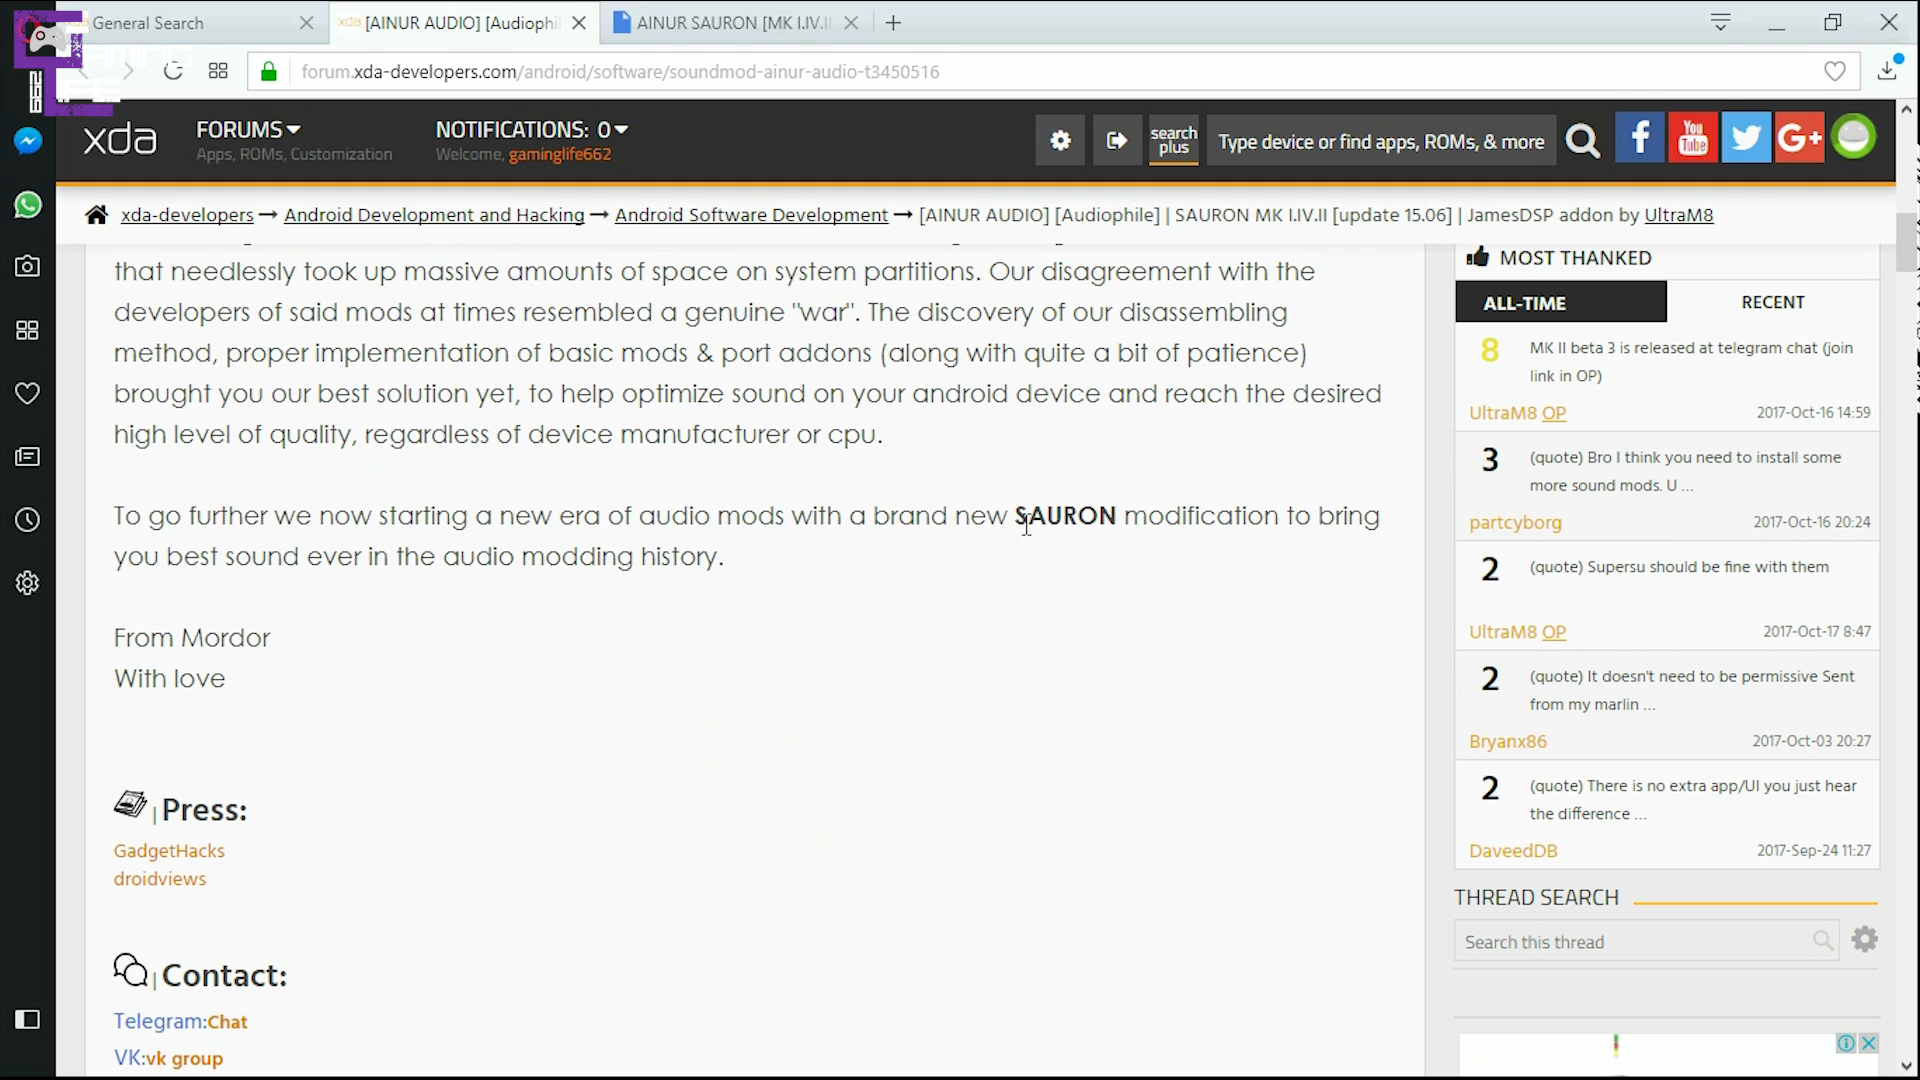 General Search
[AINUR AUDIO] [Audiophil
AINUR SAURON [MK I.IV.II
662
forum.xda-developers.com/android/software/soundmod-ainur-audio-t3450516
xda
FORUMS
Apps, ROMs, Customization
NOTIFICATIONS: 0
Welcome, gaminglife662
search plus
Type device or find apps, ROMs, & more
You Tube
G+
xda-developers → Android Development and Hacking → Android Software Development → [AINUR AUDIO] [Audiophile] | SAURON MK I.IV.II [update 15.06] | JamesDSP addon by UltraM8
that needlessly took up massive amounts of space on system partitions. Our disagreement with the
developers of said mods at times resembled a genuine "war". The discovery of our disassembling
method, proper implementation of basic mods & port addons (along with quite a bit of patience)
brought you our best solution yet, to help optimize sound on your android device and reach the desired
high level of quality, regardless of device manufacturer or cpu.
To go further we now starting a new era of audio mods with a brand new SAURON modification to bring
you best sound ever in the audio modding history.
From Mordor
With love
| Press:
GadgetHacks
droidviews
| Contact:
Telegram:Chat
VK:vk group
MOST THANKED
ALL-TIME
RECENT
8
MK II beta 3 is released at telegram chat (join
link in OP)
UltraM8 OP
2017-Oct-16 14:59
3
(quote) Bro I think you need to install some
more sound mods. U ...
partcyborg
2017-Oct-16 20:24
2
(quote) Supersu should be fine with them
UltraM8 OP
2017-Oct-17 8:47
2
(quote) It doesn't need to be permissive Sent
from my marlin ...
Bryanx86
2017-Oct-03 20:27
2
(quote) There is no extra app/UI you just hear
the difference ...
DaveedDB
2017-Sep-24 11:27
THREAD SEARCH
Search this thread